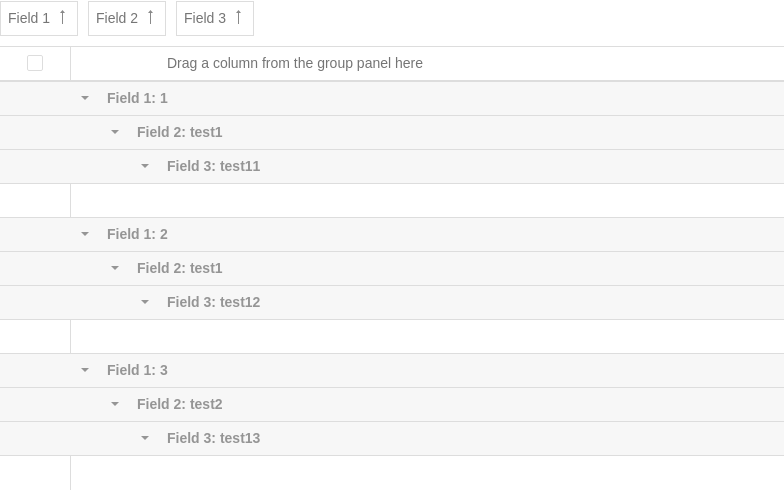 Field 1 Field 2 Field 3
Drag a column from the group panel here
Field 1: 1
Field 2: test1
Field 3: test11
Field 1: 2
Field 2: test1
Field 3: test12
Field 1: 3
Field 2: test2
Field 3: test13